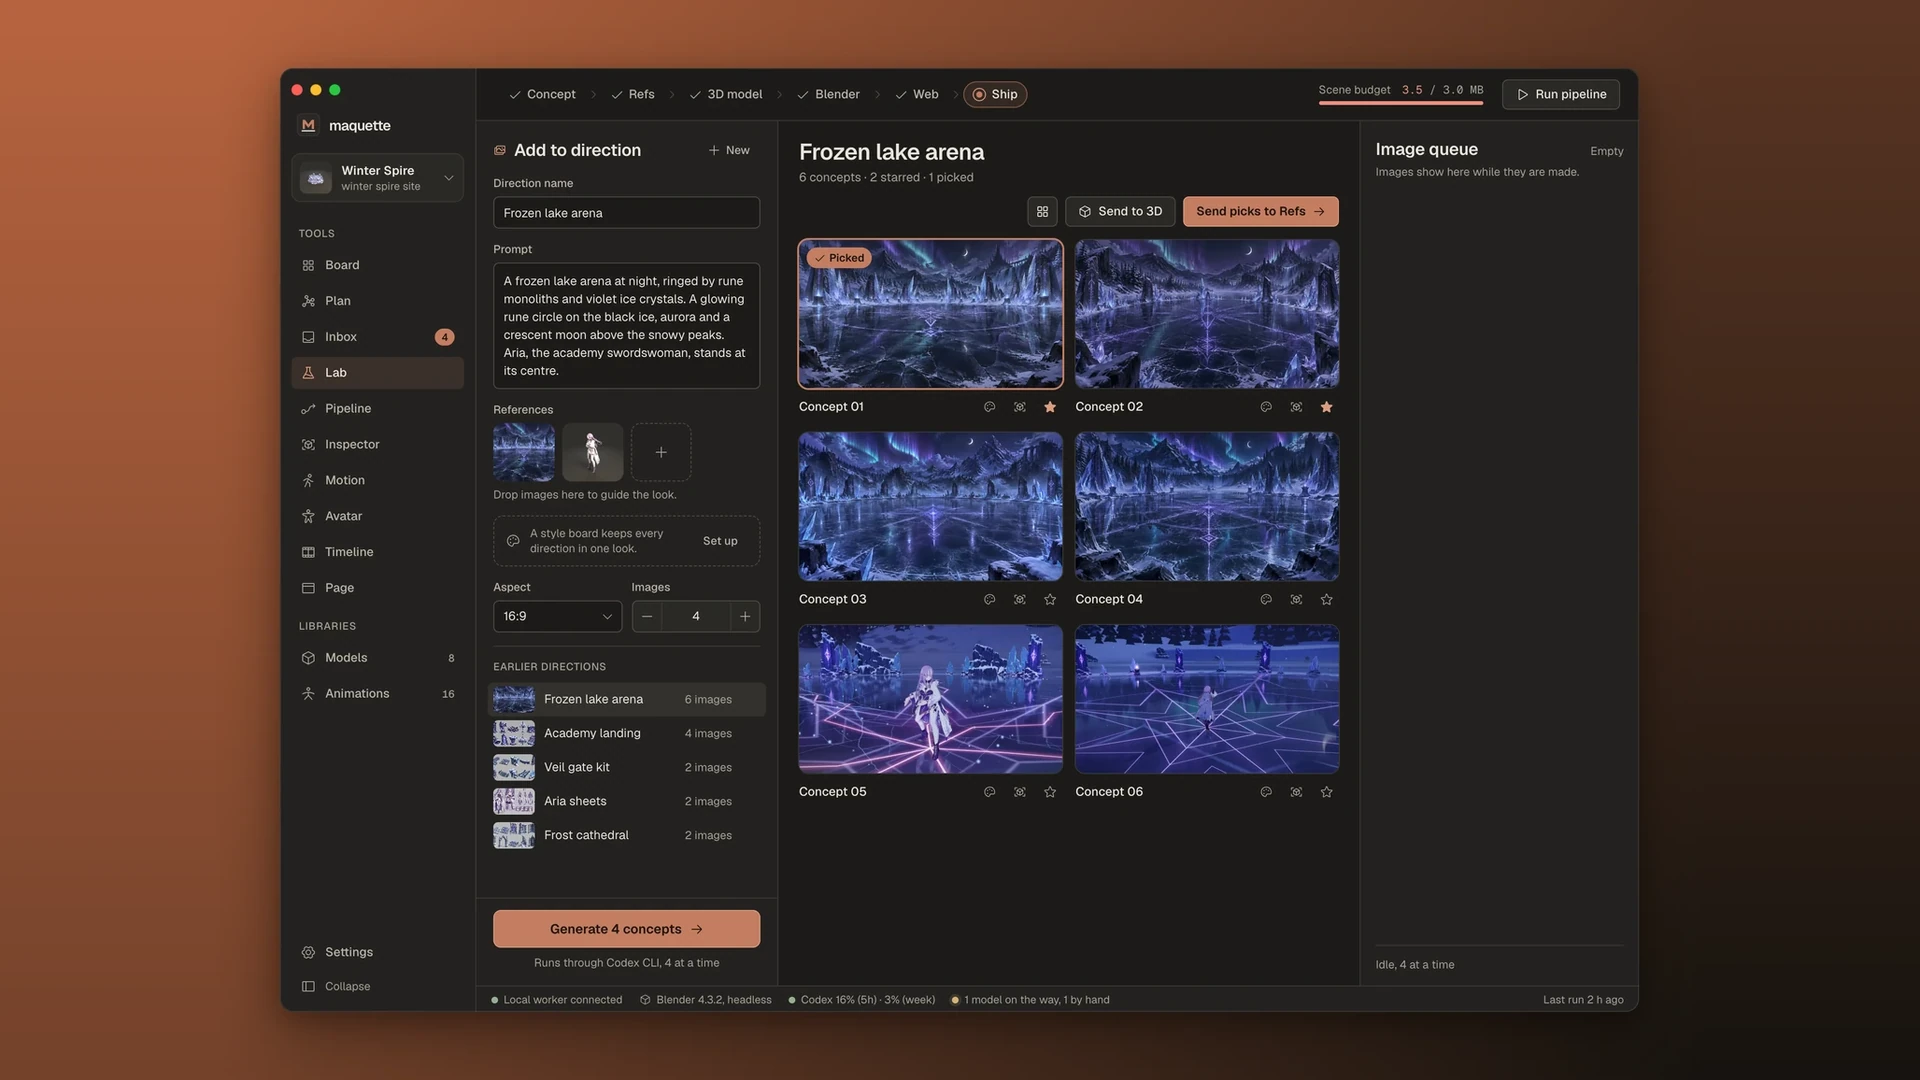 maquette
Winter Spire
winter spire site
TOOLS
Board
Plan
Inbox
4
Lab
Pipeline
Inspector
Motion
Avatar
Timeline
Page
LIBRARIES
Models
8
Animations
16
Settings
Collapse
Concept
Refs
3D model
Blender
Web
Ship
Scene budget 3.5 / 3.0 MB
Run pipeline
Add to direction
New
Direction name
Frozen lake arena
Prompt
A frozen lake arena at night, ringed by rune
monoliths and violet ice crystals. A glowing
rune circle on the black ice, aurora and a
crescent moon above the snowy peaks.
Aria, the academy swordswoman, stands at
its centre.
References
Drop images here to guide the look.
A style board keeps every
direction in one look.
Set up
Aspect
Images
16:9
4
EARLIER DIRECTIONS
Frozen lake arena 6 images
Academy landing 4 images
Veil gate kit 2 images
Aria sheets 2 images
Frost cathedral 2 images
Generate 4 concepts
Runs through Codex CLI, 4 at a time
Frozen lake arena
6 concepts · 2 starred · 1 picked
Send to 3D
Send picks to Refs
Picked
Concept 01
Concept 02
Concept 03
Concept 04
Concept 05
Concept 06
Image queue
Empty
Images show here while they are made.
Idle, 4 at a time
Local worker connected
Blender 4.3.2, headless
Codex 16% (5h) · 3% (week)
1 model on the way, 1 by hand
Last run 2 h ago